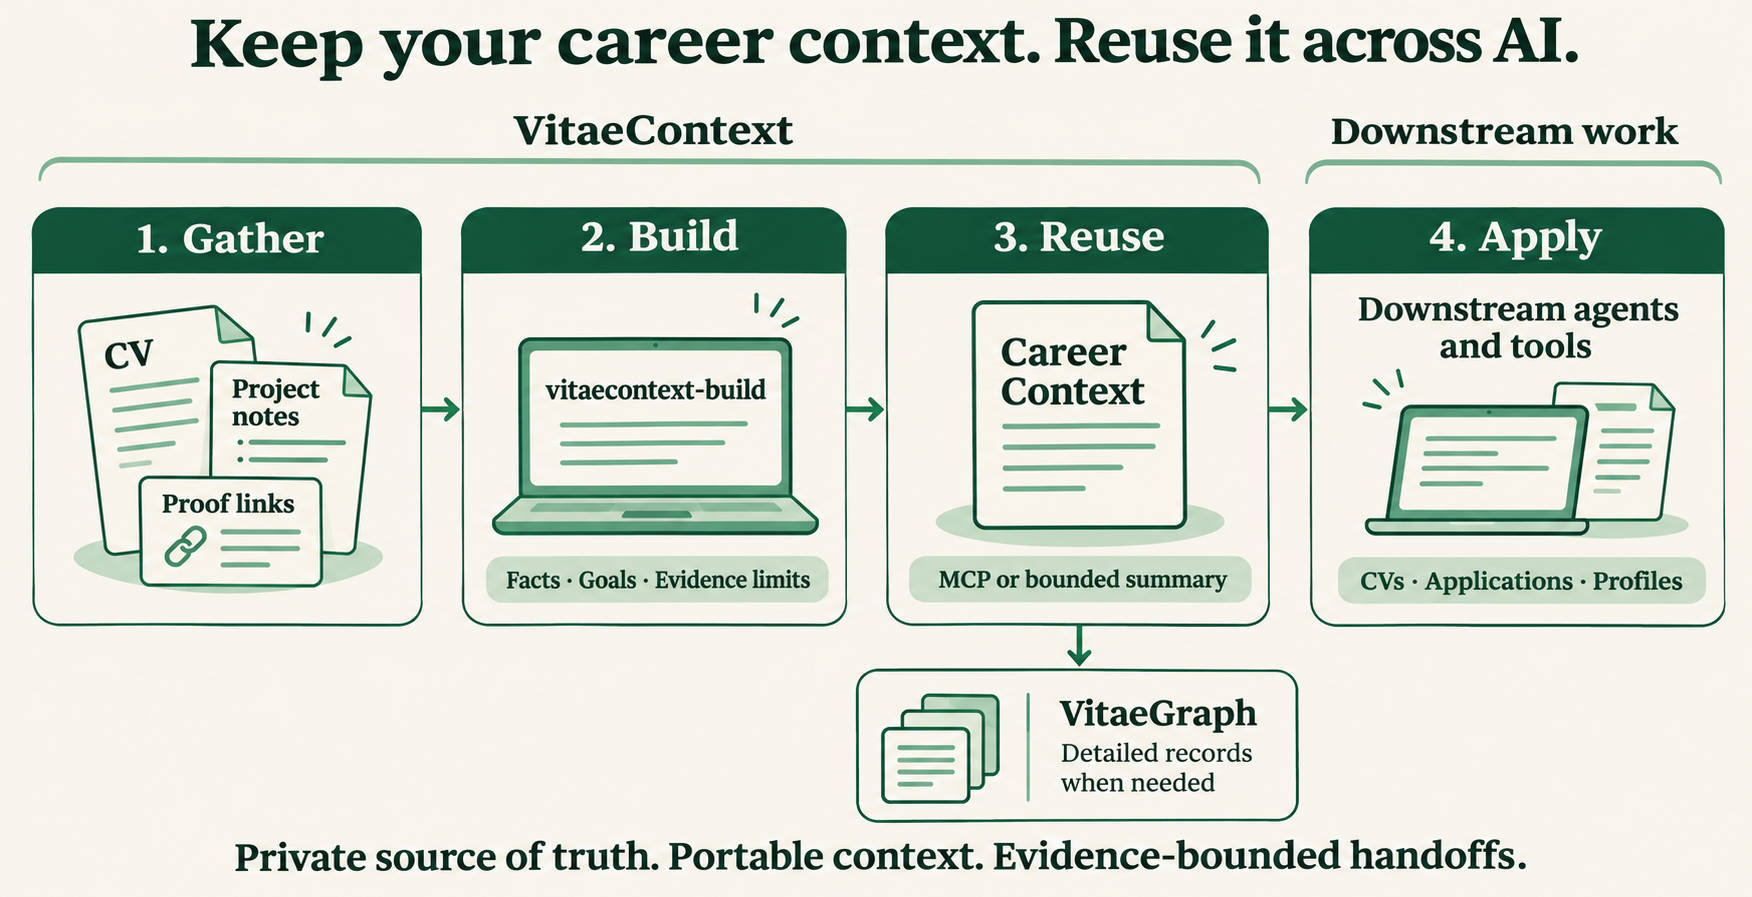 Keep your career context. Reuse it across AI.
VitaeContext
Downstream work
1. Gather
CV
Project
notes
Proof links
2. Build
vitaecontext-build
Facts · Goals · Evidence limits
3. Reuse
Career
Context
MCP or bounded summary
4. Apply
Downstream agents
and tools
CVs · Applications · Profiles
VitaeGraph
Detailed records
when needed
Private source of truth. Portable context. Evidence-bounded handoffs.